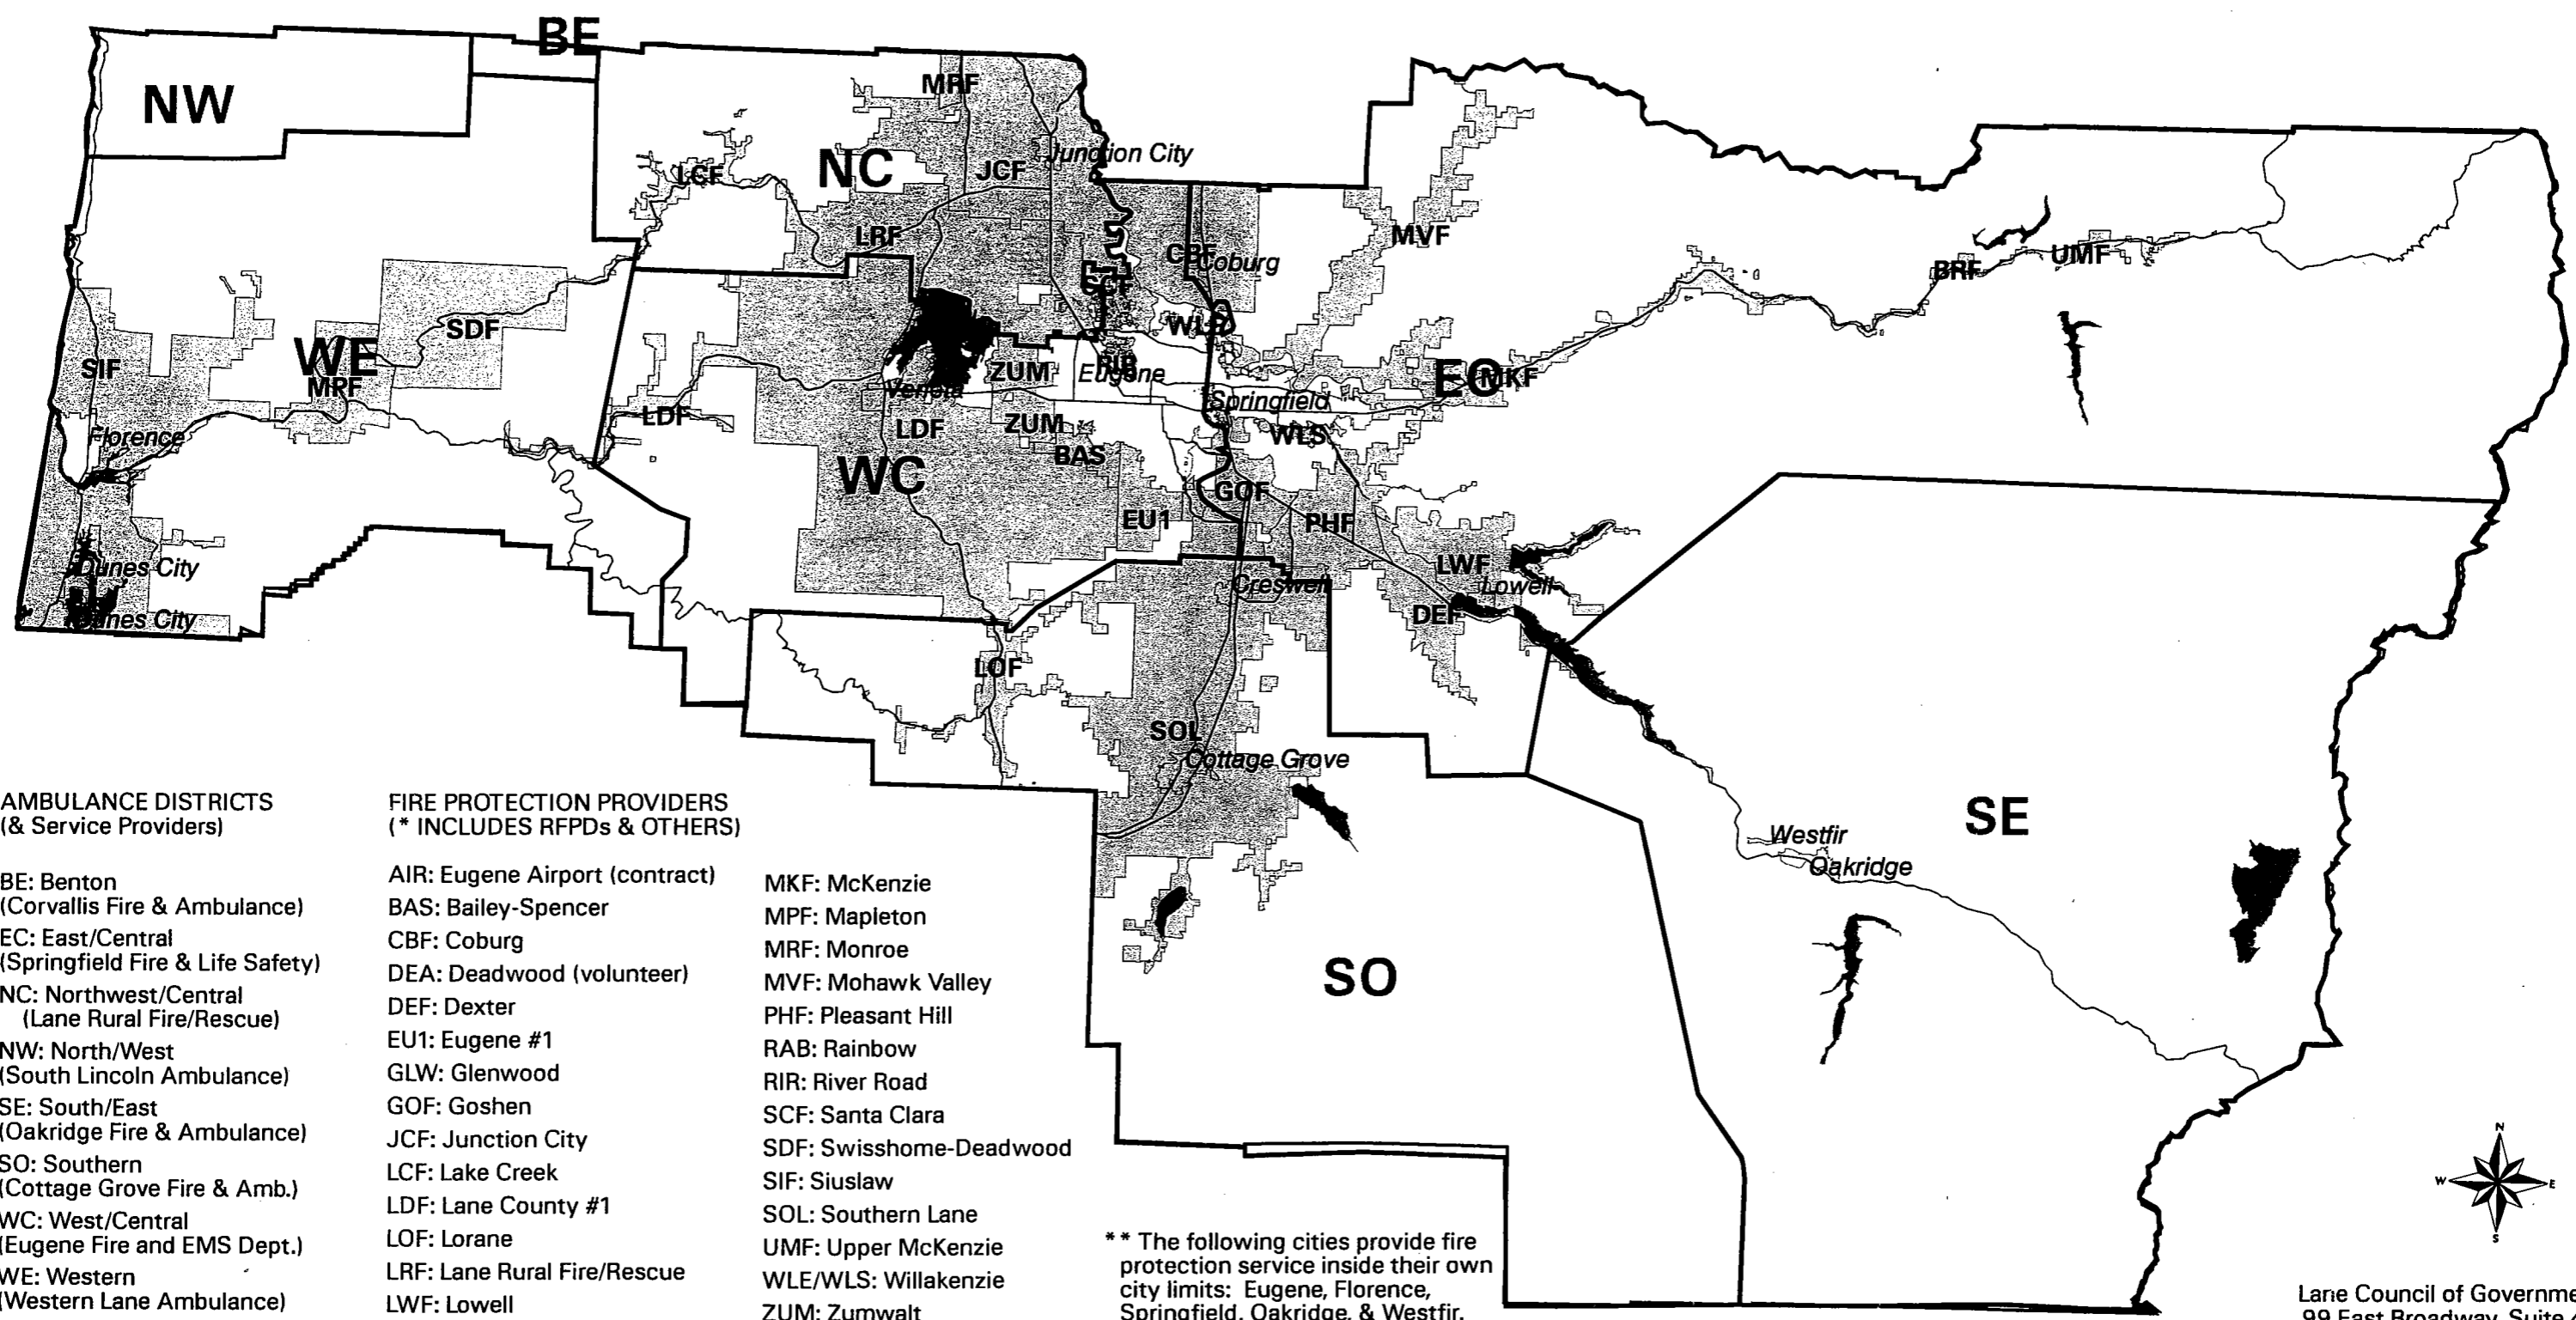 BE
NW
MRF
NC
JCF
Junction City
LCF
LRF
CBF
Coburg
MVF
BRF
UMF
SDF
WE
SIF
MPF
ZUM
RIR
Eugene
Veneta
EC
MKF
Springfield
LDF
LDF
ZUM
BAS
WLS
Florence
WC
GOF
EU1
PHF
LWF
Lowell
Dunes City
Creswell
DEF
Dunes City
LOF
SOL
Cottage Grove
SE
Westfir
Oakridge
SO
AMBULANCE DISTRICTS
(& Service Providers)
BE: Benton
(Corvallis Fire & Ambulance)
EC: East/Central
(Springfield Fire & Life Safety)
NC: Northwest/Central
(Lane Rural Fire/Rescue)
NW: North/West
(South Lincoln Ambulance)
SE: South/East
(Oakridge Fire & Ambulance)
SO: Southern
(Cottage Grove Fire & Amb.)
WC: West/Central
(Eugene Fire and EMS Dept.)
WE: Western
(Western Lane Ambulance)
FIRE PROTECTION PROVIDERS
(* INCLUDES RFPDs & OTHERS)
AIR: Eugene Airport (contract)
BAS: Bailey-Spencer
CBF: Coburg
DEA: Deadwood (volunteer)
DEF: Dexter
EU1: Eugene #1
GLW: Glenwood
GOF: Goshen
JCF: Junction City
LCF: Lake Creek
LDF: Lane County #1
LOF: Lorane
LRF: Lane Rural Fire/Rescue
LWF: Lowell
MKF: McKenzie
MPF: Mapleton
MRF: Monroe
MVF: Mohawk Valley
PHF: Pleasant Hill
RAB: Rainbow
RIR: River Road
SCF: Santa Clara
SDF: Swisshome-Deadwood
SIF: Siuslaw
SOL: Southern Lane
UMF: Upper McKenzie
WLE/WLS: Willakenzie
ZUM: Zumwalt
** The following cities provide fire
protection service inside their own
city limits: Eugene, Florence,
Springfield, Oakridge, & Westfir.
N
W
E
S
Lane Council of Governme
99 East Broadway, Suite